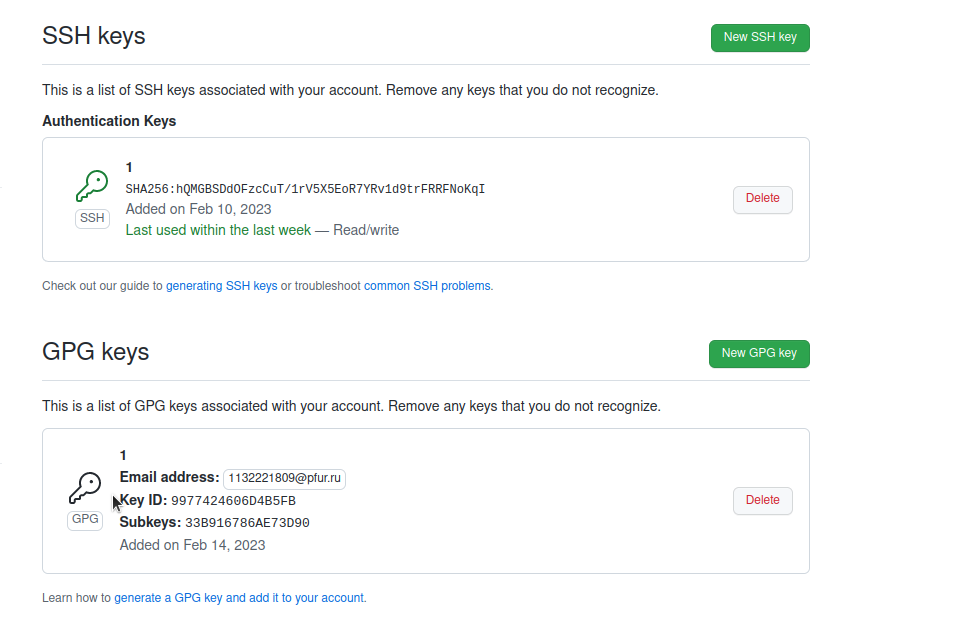 SSH keys
New SSH key
This is a list of SSH keys associated with your account. Remove any keys that you do not recognize.
Authentication Keys
1
SHA256:hQMGBSDdOFzcCuT/1rV5X5EoR7YRv1d9trFRRFNoKqI
SSH
Added on Feb 10, 2023
Last used within the last week — Read/write
Delete
Check out our guide to generating SSH keys or troubleshoot common SSH problems.
GPG keys
New GPG key
This is a list of GPG keys associated with your account. Remove any keys that you do not recognize.
1
Email address: 1132221809@pfur.ru
Key ID: 9977424606D4B5FB
GPG
Subkeys: 33B916786AE73D90
Added on Feb 14, 2023
Delete
Learn how to generate a GPG key and add it to your account.